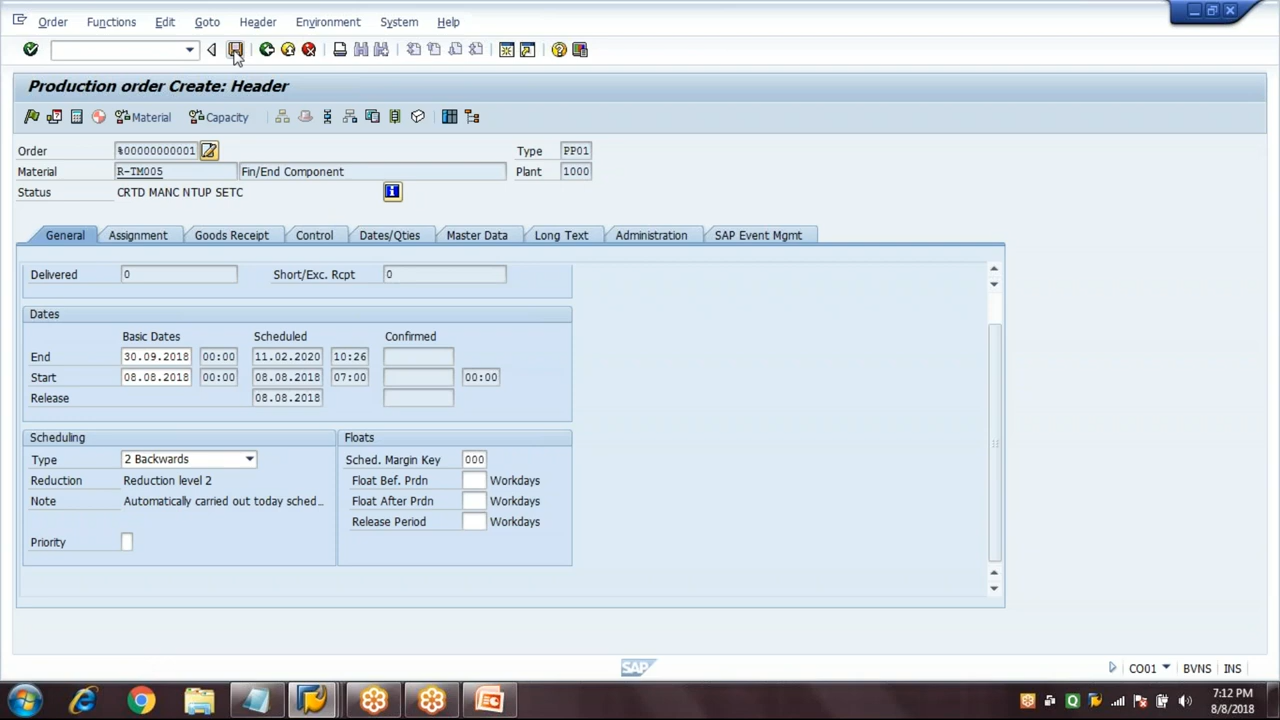 Order Functions Edit Goto Header Environment System Help
Production order Create: Header
Material Capacity
Order %00000000001 Type PP01
Material R-TM005 Fin/End Component Plant 1000
Status CRTD MANC NTUP SETC
General Assignment Goods Receipt Control Dates/Qties Master Data Long Text Administration SAP Event Mgmt
Delivered 0 Short/Exc. Rcpt 0
Dates
Basic Dates Scheduled Confirmed
End 30.09.2018 00:00 11.02.2020 10:26
Start 08.08.2018 00:00 08.08.2018 07:00 00:00
Release 08.08.2018
Scheduling Floats
Type 2 Backwards Sched. Margin Key 000
Reduction Reduction level 2 Float Bef. Prdn Workdays
Note Automatically carried out today sched... Float After Prdn Workdays
Release Period Workdays
Priority
SAP CO01 BVNS INS
7:12 PM
8/8/2018